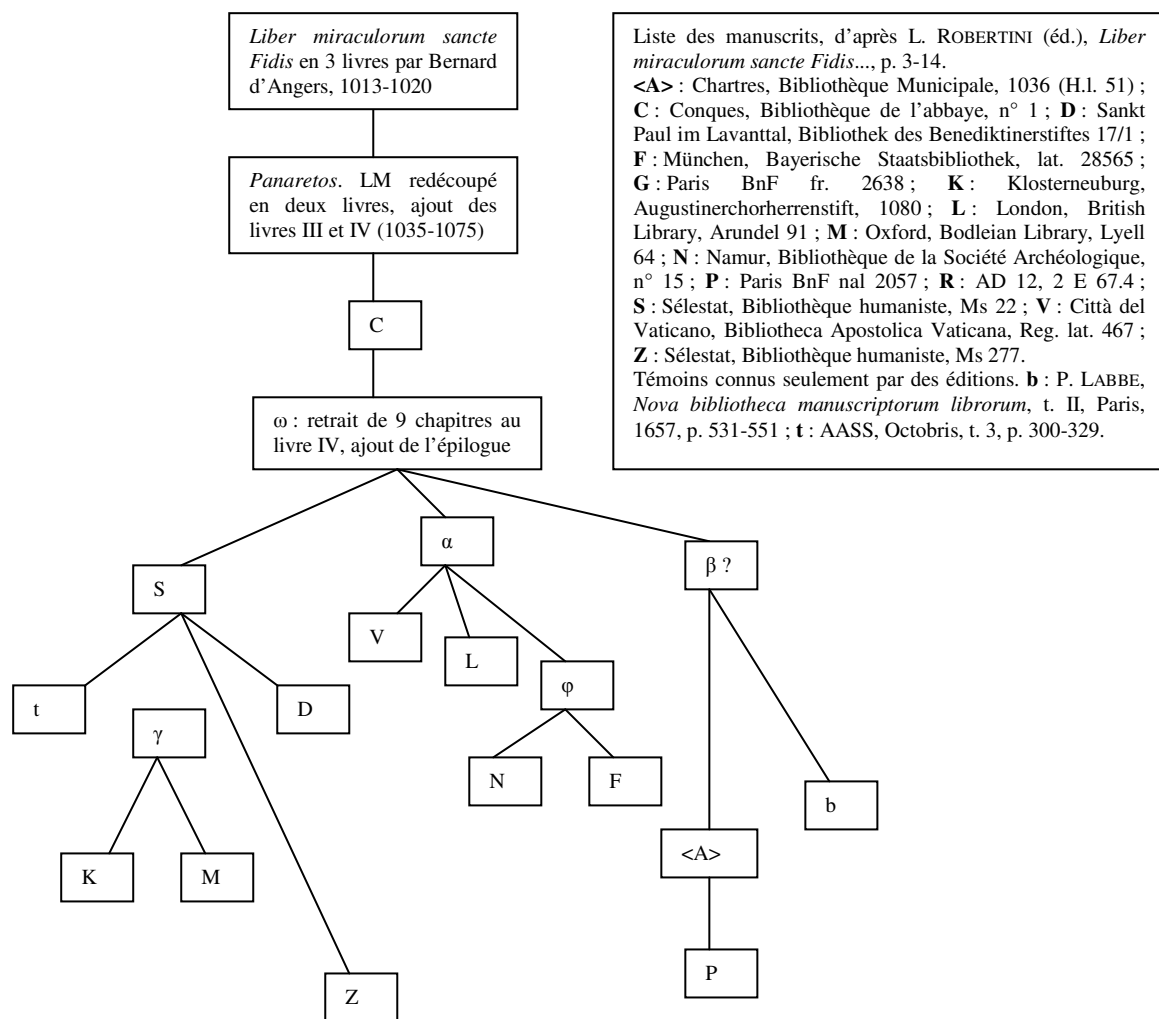 Liber miraculorum sancte
Fidis en 3 livres par Bernard
d'Angers, 1013-1020
Panaretos. LM redécoupé
en deux livres, ajout des
livres III et IV (1035-1075)
C
ω : retrait de 9 chapitres au
livre IV, ajout de l'épilogue
Liste des manuscrits, d'après L. ROBERTINI (éd.), Liber
miraculorum sancte Fidis..., p. 3-14.
<A> : Chartres, Bibliothèque Municipale, 1036 (H.l. 51) ;
C : Conques, Bibliothèque de l'abbaye, n° 1 ; D : Sankt
Paul im Lavanttal, Bibliothek des Benediktinerstiftes 17/1 ;
F : München, Bayerische Staatsbibliothek, lat. 28565 ;
G : Paris BnF fr. 2638 ; K : Klosterneuburg,
Augustinerchorherrenstift, 1080 ; L : London, British
Library, Arundel 91 ; M : Oxford, Bodleian Library, Lyell
64 ; N : Namur, Bibliothèque de la Société Archéologique,
n° 15 ; P : Paris BnF nal 2057 ; R : AD 12, 2 E 67.4 ;
S : Sélestat, Bibliothèque humaniste, Ms 22 ; V : Città del
Vaticano, Bibliotheca Apostolica Vaticana, Reg. lat. 467 ;
Z : Sélestat, Bibliothèque humaniste, Ms 277.
Témoins connus seulement par des éditions. b : P. LABBE,
Nova bibliotheca manuscriptorum librorum, t. II, Paris,
1657, p. 531-551 ; t : AASS, Octobris, t. 3, p. 300-329.
α
β ?
S
V
L
φ
t
D
γ
N
F
b
<A>
K
M
P
Z